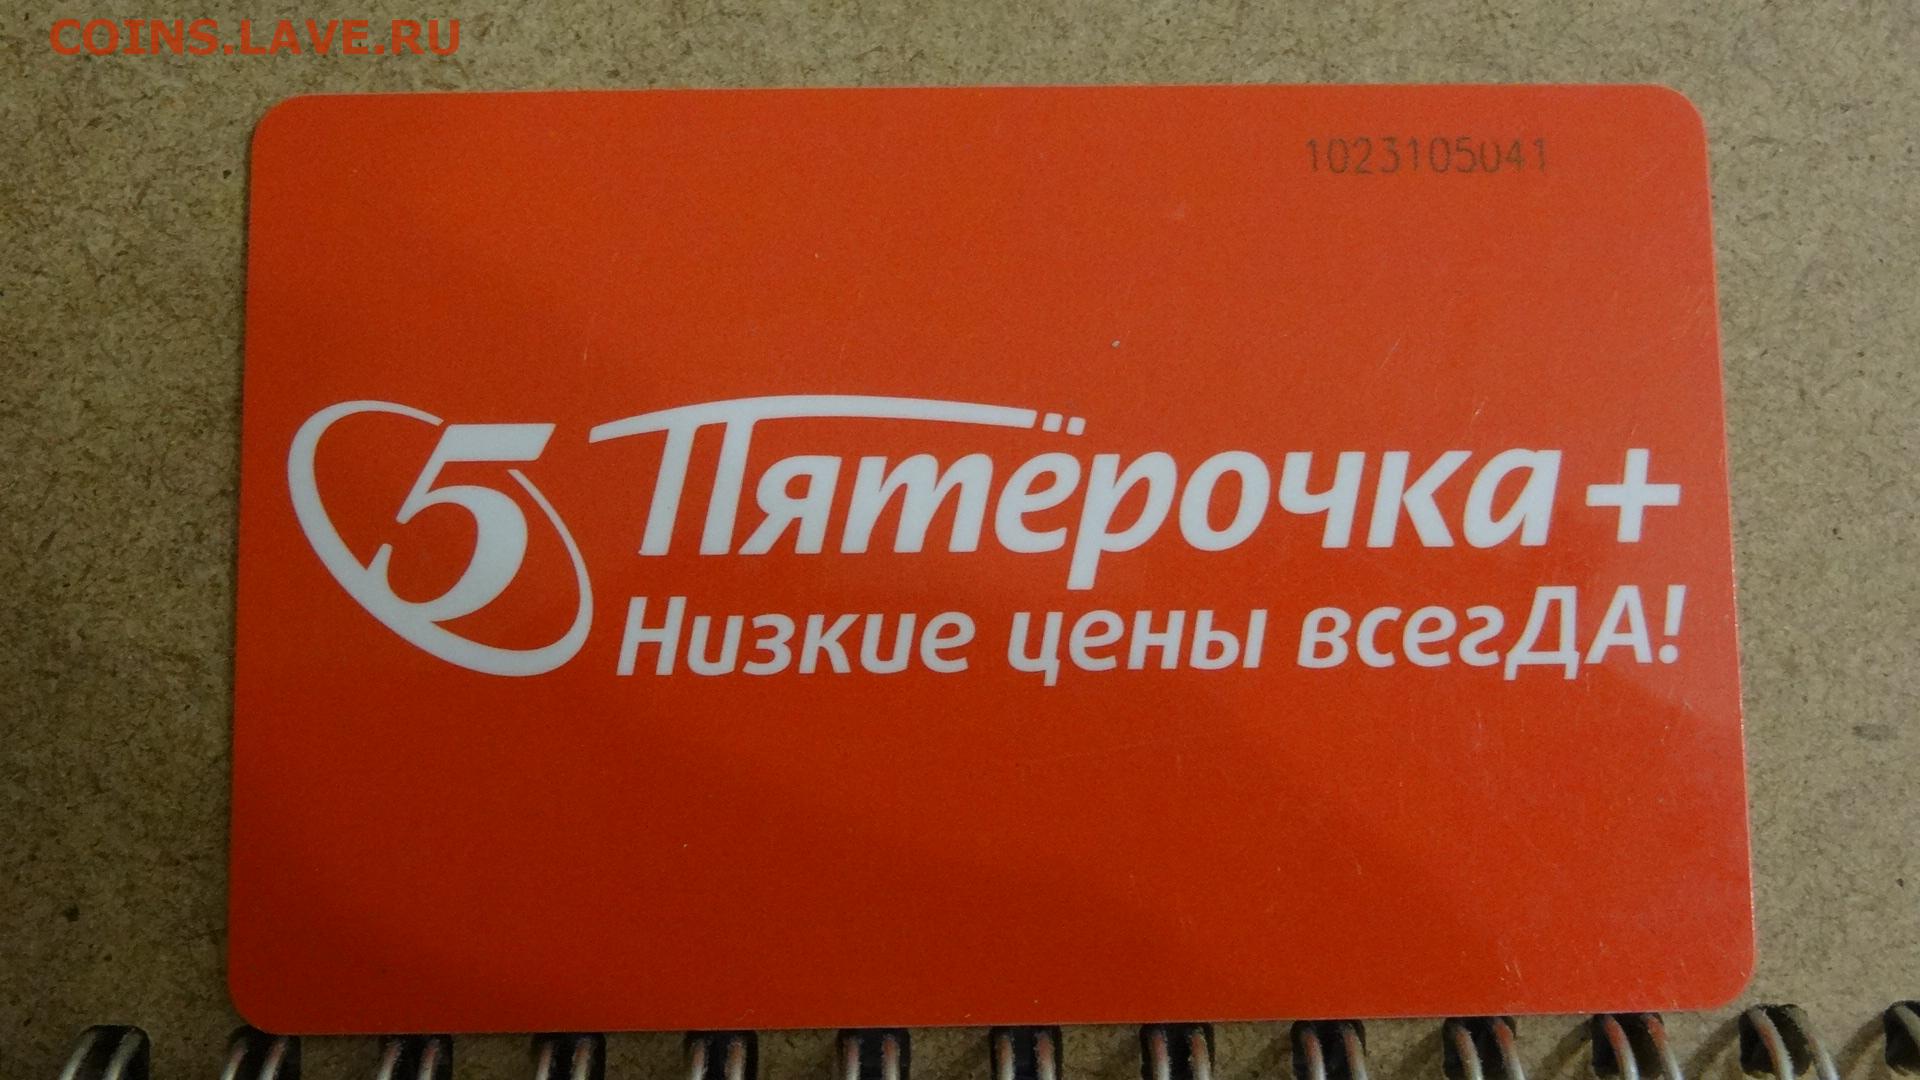 COINS.LAVE.RU
1023105041
5 Пятёрочка +
Низкие цены всегДА!